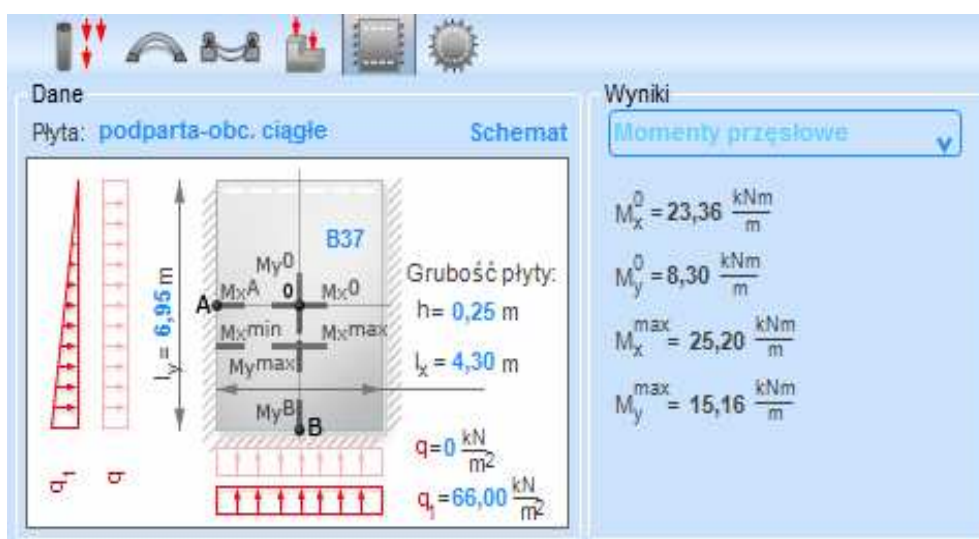 Dane
Płyta: podparta-obc. ciągłe Schemat
B37
My0
MxA 0 Mx0
A
Mxmin Mxmax
Mymax
MyB B
ly = 6,95 m
Grubość płyty:
h= 0,25 m
lx = 4,30 m
q=0 kN/m2
q1=66,00 kN/m2
q1 q
Wyniki
Momenty przęsłowe v
Mx0 = 23,36 kNm/m
My0 = 8,30 kNm/m
Mxmax = 25,20 kNm/m
Mymax = 15,16 kNm/m